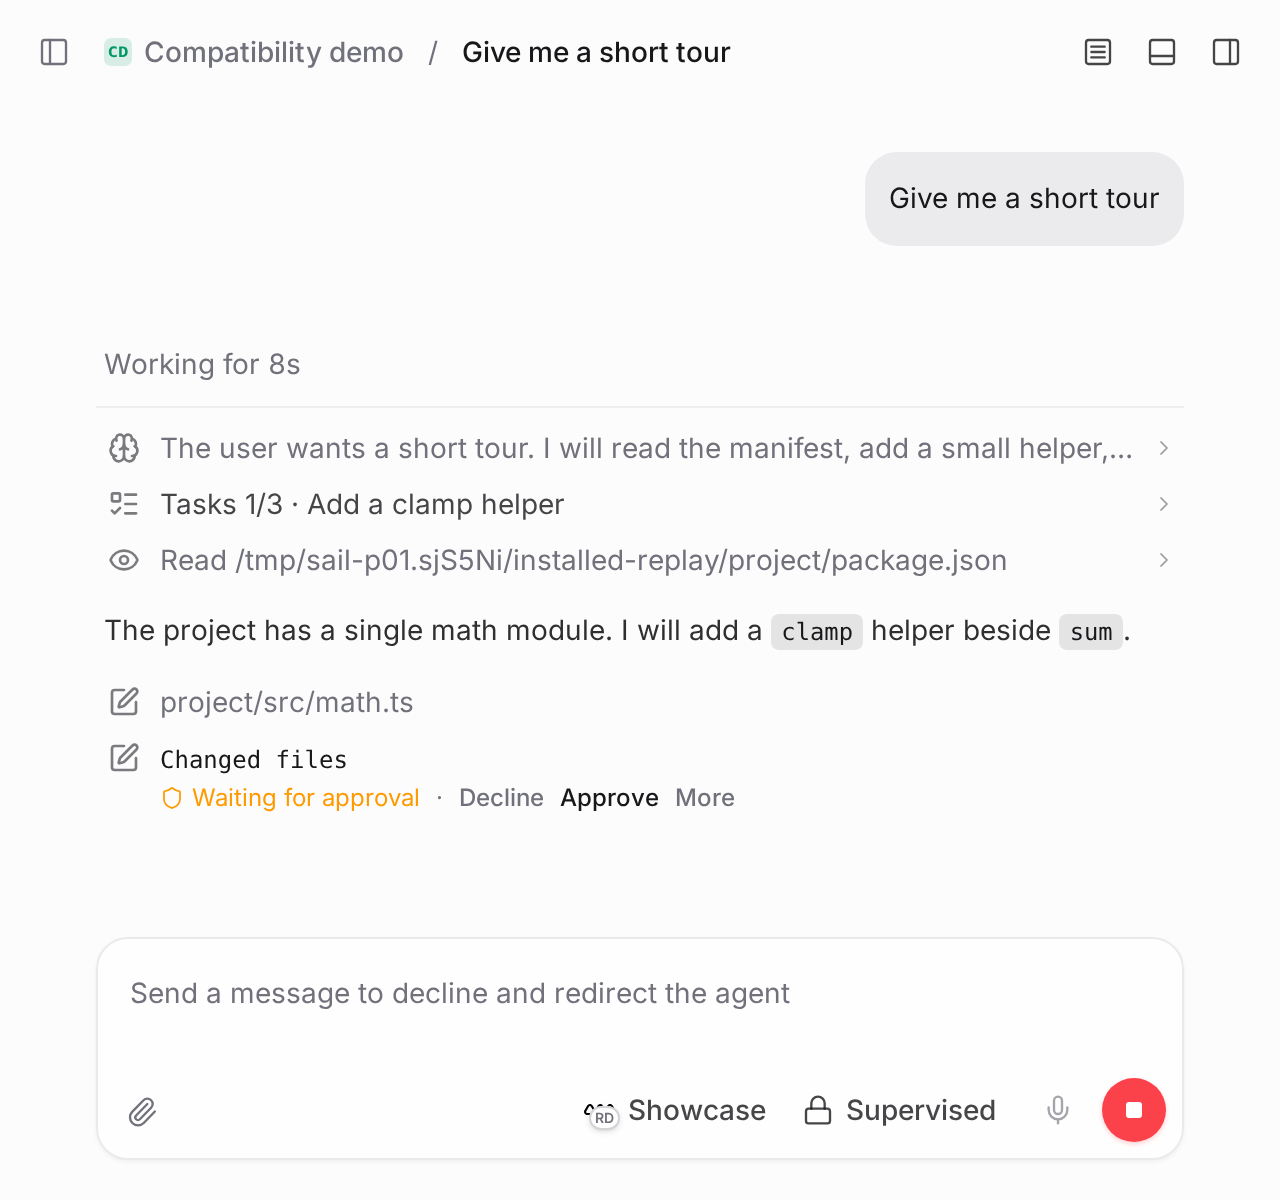 CD Compatibility demo / Give me a short tour
Give me a short tour
Working for 8s
The user wants a short tour. I will read the manifest, add a small helper,...
Tasks 1/3 · Add a clamp helper
Read /tmp/sail-p01.sjS5Ni/installed-replay/project/package.json
The project has a single math module. I will add a clamp helper beside sum.
project/src/math.ts
Changed files
Waiting for approval · Decline Approve More
Send a message to decline and redirect the agent
RD Showcase Supervised